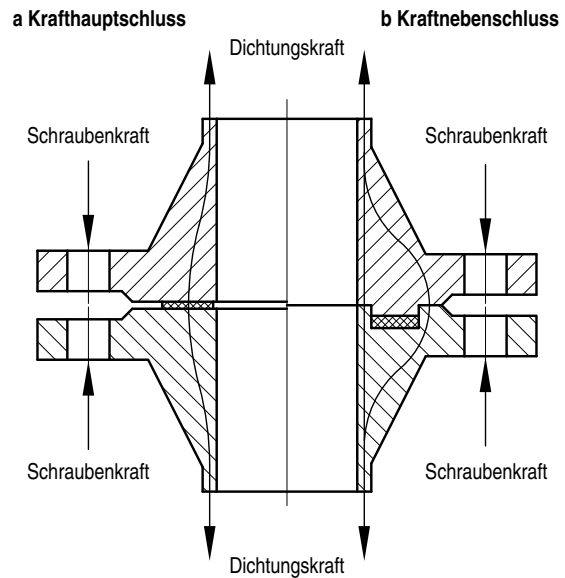 a Krafthauptschluss
b Kraftnebenschluss
Dichtungskraft
Schraubenkraft
Schraubenkraft
Schraubenkraft
Schraubenkraft
Dichtungskraft